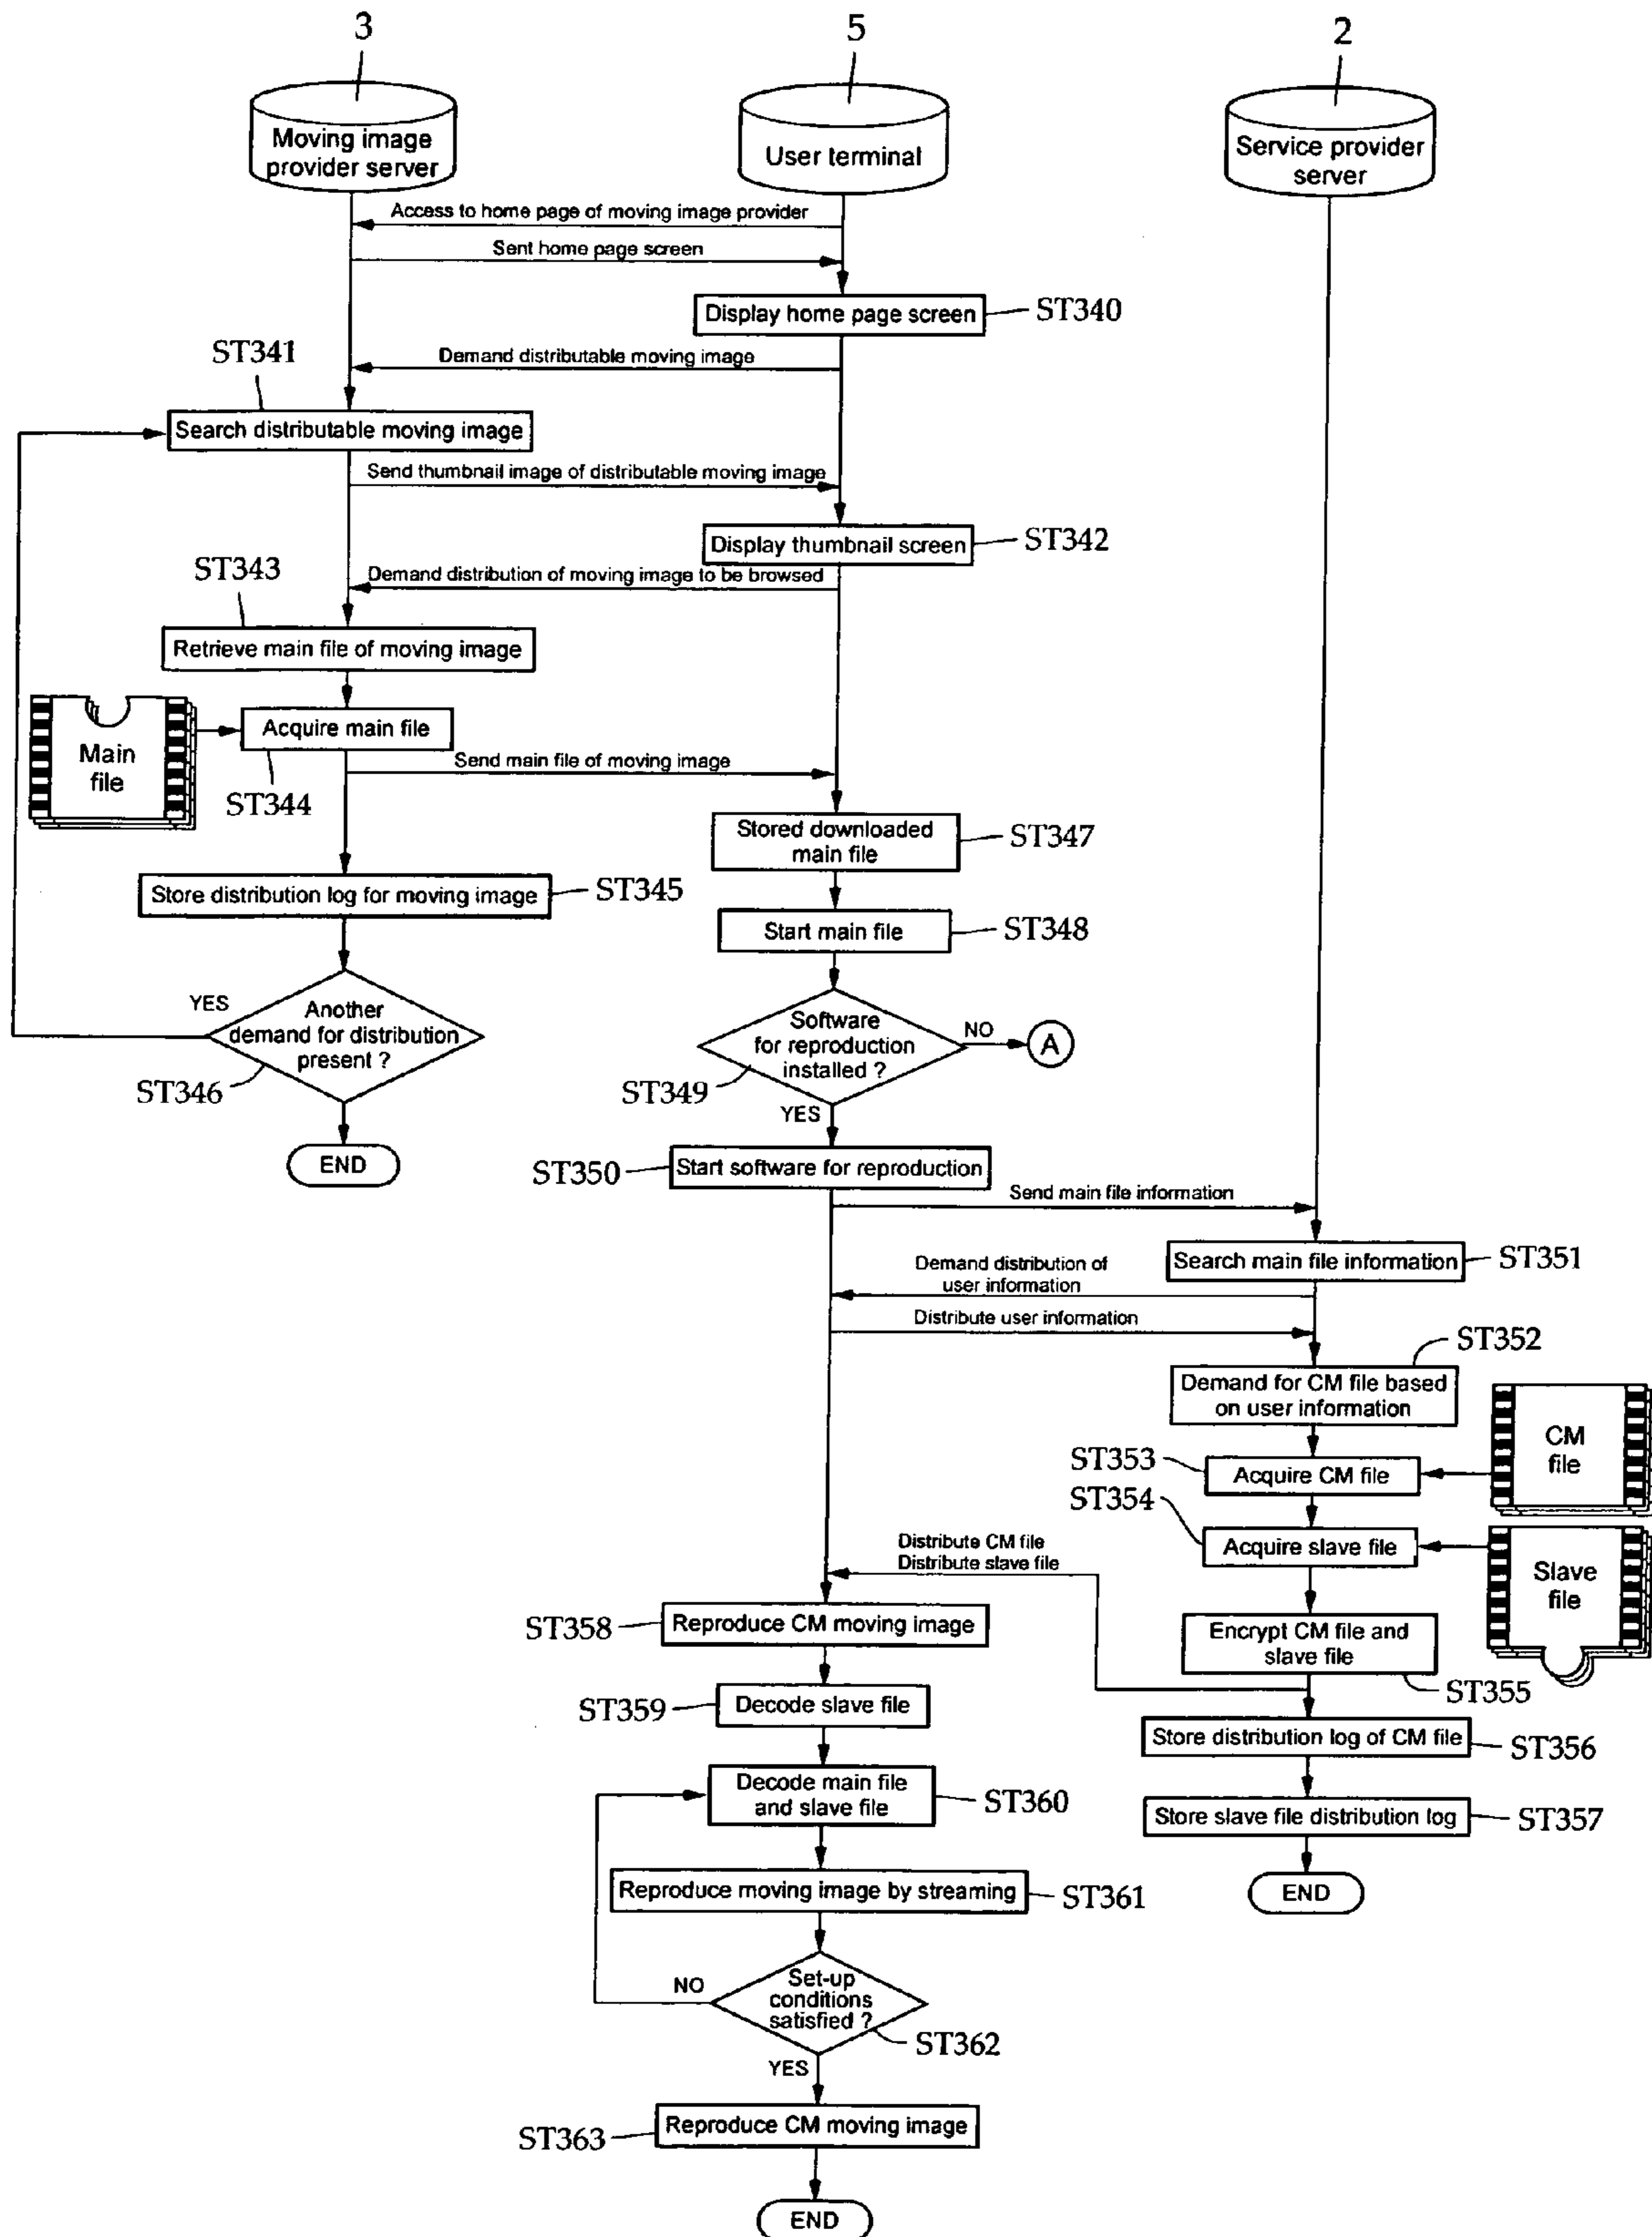 3
5
2
Moving image
provider server
User terminal
Service provider
server
Access to home page of moving image provider
Sent home page screen
Display home page screen
ST340
ST341
Demand distributable moving image
Search distributable moving image
Send thumbnail image of distributable moving image
Display thumbnail screen
ST342
ST343
Demand distribution of moving image to be browsed
Retrieve main file of moving image
Main
file
Acquire main file
ST344
Send main file of moving image
Stored downloaded
main file
ST347
Store distribution log for moving image
ST345
Start main file
ST348
YES
Another
demand for distribution
present ?
ST346
Software
for reproduction
installed ?
NO
A
ST349
YES
END
ST350
Start software for reproduction
Send main file information
Search main file information
ST351
Demand distribution of
user information
Distribute user information
ST352
Demand for CM file based
on user information
CM
file
ST353
Acquire CM file
ST354
Acquire slave file
Slave
file
Distribute CM file
Distribute slave file
ST358
Reproduce CM moving image
Encrypt CM file and
slave file
ST355
ST359
Decode slave file
Store distribution log of CM file
ST356
Decode main file
and slave file
ST360
Store slave file distribution log
ST357
END
Reproduce moving image by streaming
ST361
NO
Set-up
conditions
satisfied ?
ST362
YES
Reproduce CM moving image
ST363
END